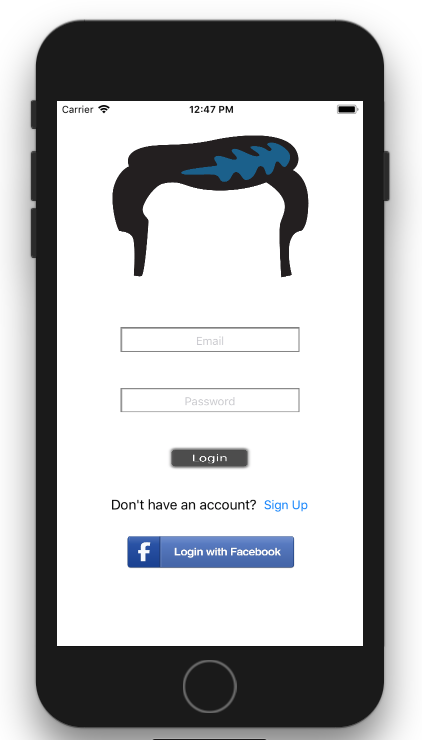 Carrier 12:47 PM
Email
Password
Login
Don't have an account? Sign Up
f Login with Facebook